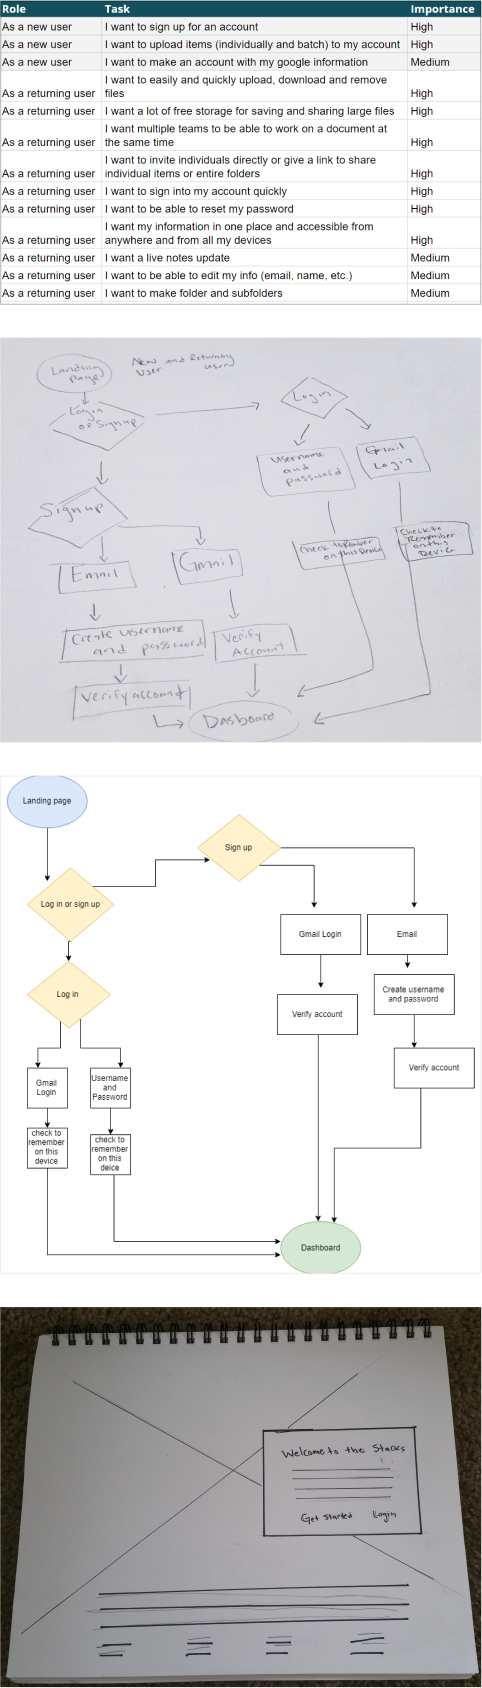 Role Task Importance
As a new user I want to sign up for an account High
As a new user I want to upload items (individually and batch) to my account High
As a new user I want to make an account with my google information Medium
As a returning user I want to easily and quickly upload, download and remove files High
As a returning user I want a lot of free storage for saving and sharing large files High
As a returning user I want multiple teams to be able to work on a document at the same time High
As a returning user I want to invite individuals directly or give a link to share individual items or entire folders High
As a returning user I want to sign into my account quickly High
As a returning user I want to be able to reset my password High
As a returning user I want my information in one place and accessible from anywhere and from all my devices High
As a returning user I want a live notes update Medium
As a returning user I want to be able to edit my info (email, name, etc.) Medium
As a returning user I want to make folder and subfolders Medium
Landing
Page
New and Returning
User user
Login
or Signup
Login
Username
and
password
Gmail
Login
Sign up
Check to Remember
on this Device
Check to
Remember
on this
Device
Email
Gmail
Create username
and password
Verify
Account
Verify account
Dasboard
Landing page
Sign up
Log in or sign up
Gmail Login
Email
Log in
Create username
and password
Verify account
Verify account
Gmail
Login
Username
and
Password
check to
remember
on this
device
check to
remember
on this
deice
Dashboard
Welcome to the Stacks
Get started Login